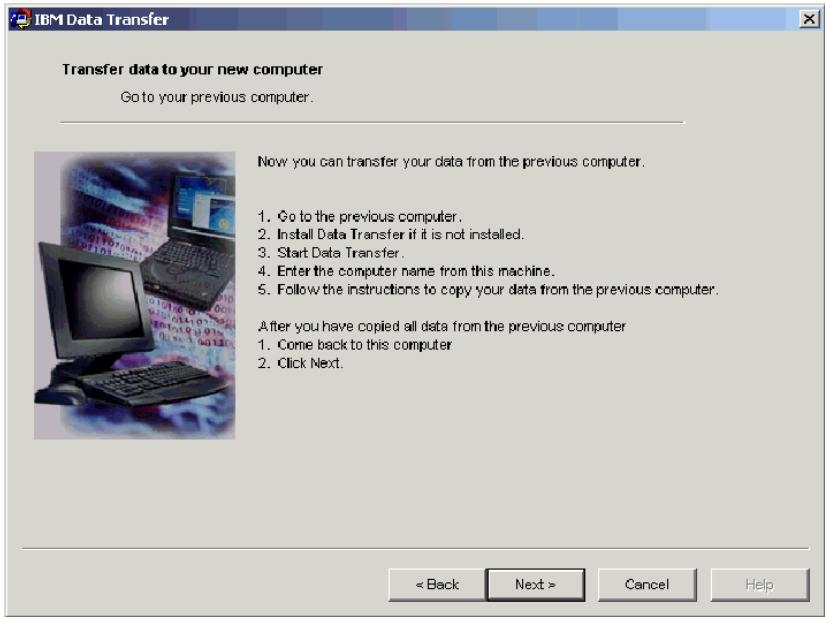 IBM Data Transfer
Transfer data to your new computer
Go to your previous computer.
Now you can transfer your data from the previous computer.
1. Go to the previous computer.
2. Install Data Transfer if it is not installed.
3. Start Data Transfer.
4. Enter the computer name from this machine.
5. Follow the instructions to copy your data from the previous computer.
After you have copied all data from the previous computer
1. Come back to this computer
2. Click Next.
< Back
Next >
Cancel
Help